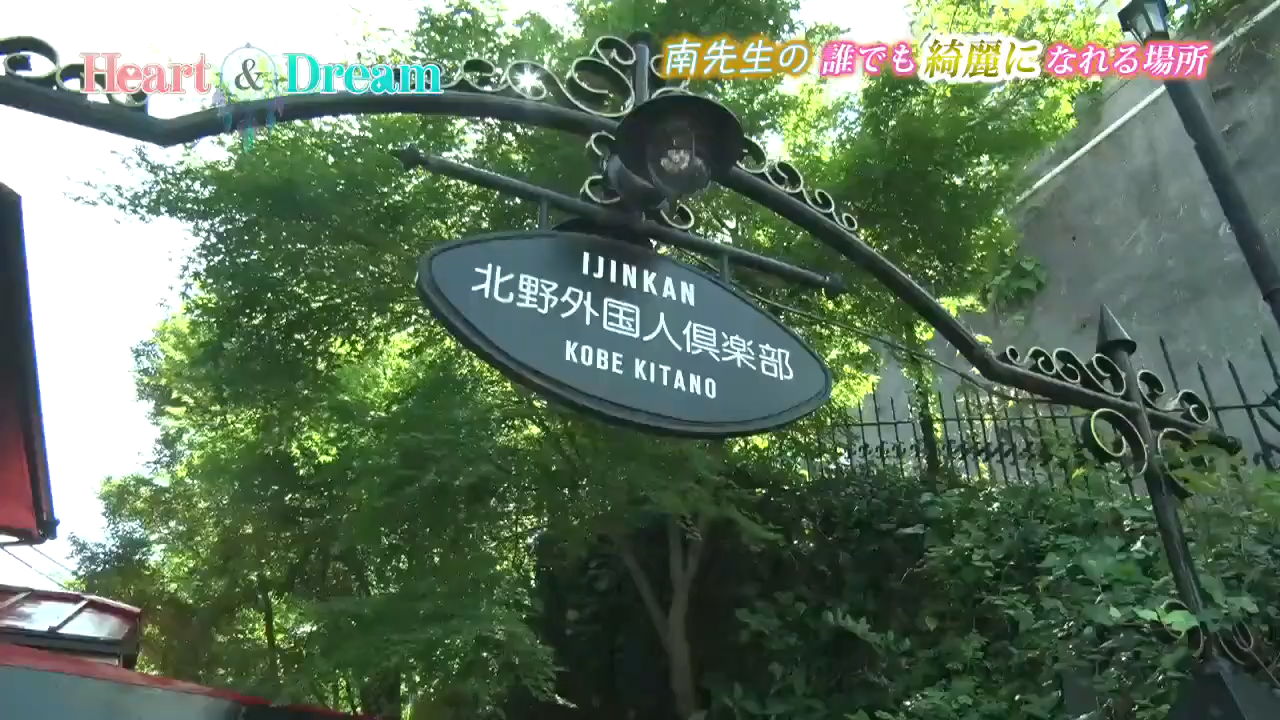 Heart & Dream
南先生の 誰でも 綺麗に なれる場所
IJINKAN
北野外国人倶楽部
KOBE KITANO